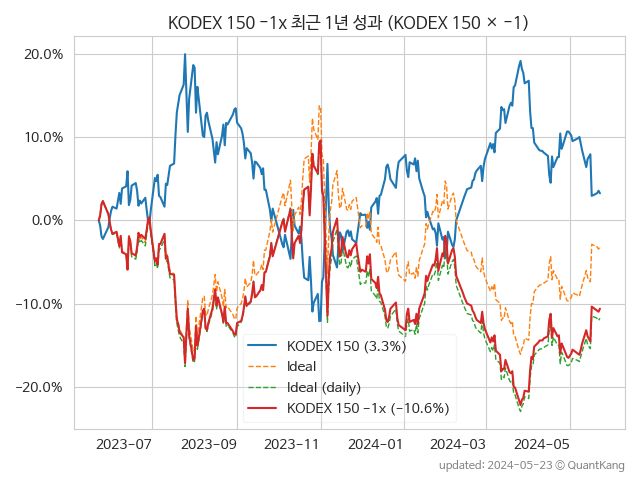 KODEX 150 -1x 최근 1년 성과 (KODEX 150 × -1)
20.0%
10.0%
0.0%
-10.0%
-20.0%
KODEX 150 (3.3%)
Ideal
Ideal (daily)
KODEX 150 -1x (-10.6%)
2023-07
2023-09
2023-11
2024-01
2024-03
2024-05
updated: 2024-05-23 © QuantKang